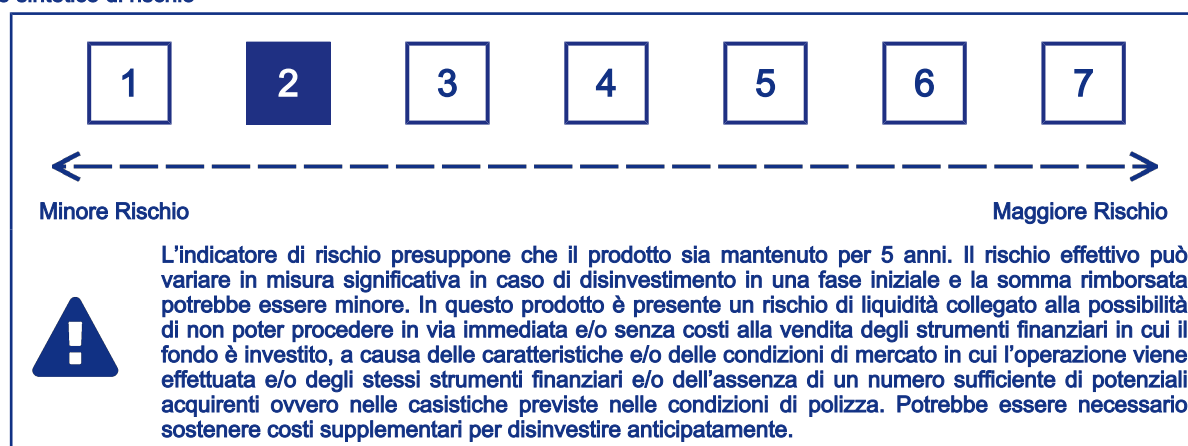 sintetico di rischio
1 2 3 4 5 6 7
Minore Rischio Maggiore Rischio
L'indicatore di rischio presuppone che il prodotto sia mantenuto per 5 anni. Il rischio effettivo può
variare in misura significativa in caso di disinvestimento in una fase iniziale e la somma rimborsata
potrebbe essere minore. In questo prodotto è presente un rischio di liquidità collegato alla possibilità
di non poter procedere in via immediata e/o senza costi alla vendita degli strumenti finanziari in cui il
fondo è investito, a causa delle caratteristiche e/o delle condizioni di mercato in cui l'operazione viene
effettuata e/o degli stessi strumenti finanziari e/o dell'assenza di un numero sufficiente di potenziali
acquirenti ovvero nelle casistiche previste nelle condizioni di polizza. Potrebbe essere necessario
sostenere costi supplementari per disinvestire anticipatamente.